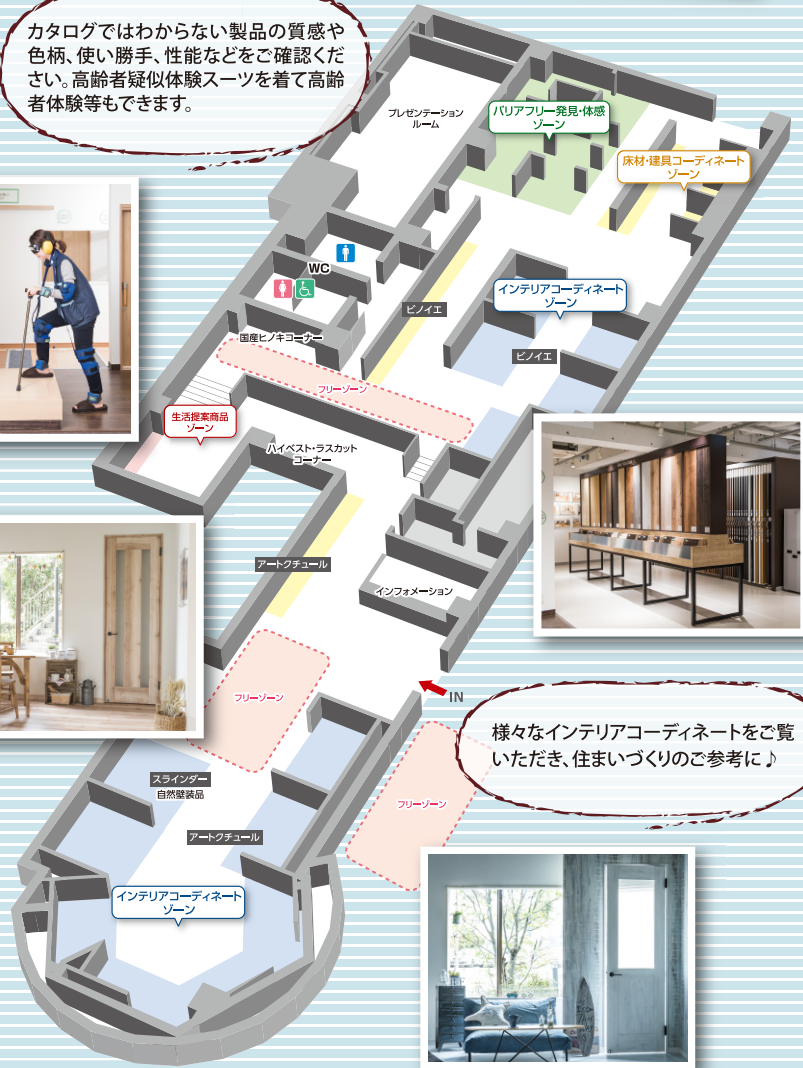 カタログではわからない製品の質感や
色柄、使い勝手、性能などをご確認くだ
さい。高齢者疑似体験スーツを着て高齢
者体験等もできます。
プレゼンテーション
ルーム
バリアフリー発見・体感
ゾーン
床材・建具コーディネート
ゾーン
WC
インテリアコーディネート
ゾーン
ビノイエ
国産ヒノキコーナー
ビノイエ
フリーゾーン
生活提案商品
ゾーン
ハイベスト・ラスカット
コーナー
アートクチュール
インフォメーション
フリーゾーン
IN
様々なインテリアコーディネートをご覧
いただき、住まいづくりのご参考に♪
スラインダー
自然壁装品
フリーゾーン
アートクチュール
インテリアコーディネート
ゾーン